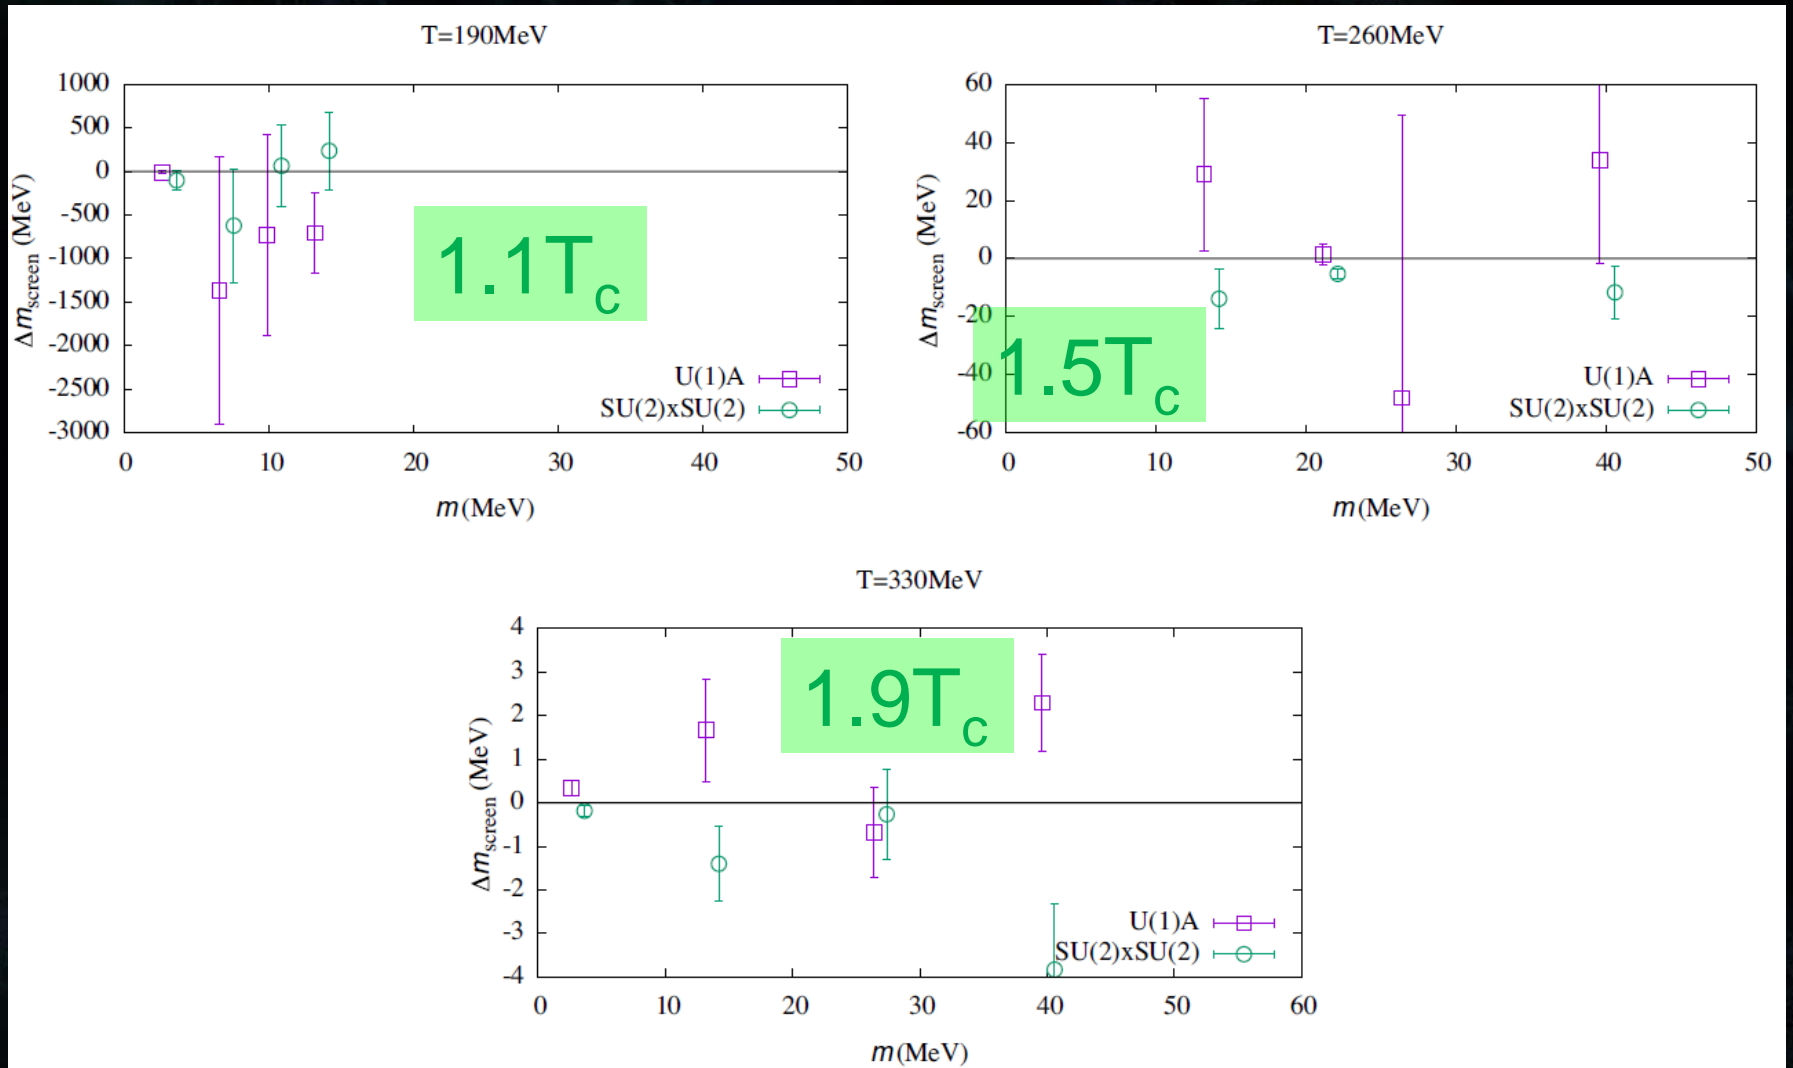 T=190MeV
1000
500
0
-500
-1000
-1500
-2000
-2500
-3000
Δm_screen (MeV)
1.1T_c
U(1)A
SU(2)xSU(2)
0 10 20 30 40 50
m(MeV)
T=260MeV
60
40
20
0
-20
-40
-60
Δm_screen (MeV)
1.5T_c
U(1)A
SU(2)xSU(2)
0 10 20 30 40 50
m(MeV)
T=330MeV
4
3
2
1
0
-1
-2
-3
-4
Δm_screen (MeV)
1.9T_c
U(1)A
SU(2)xSU(2)
0 10 20 30 40 50 60
m(MeV)